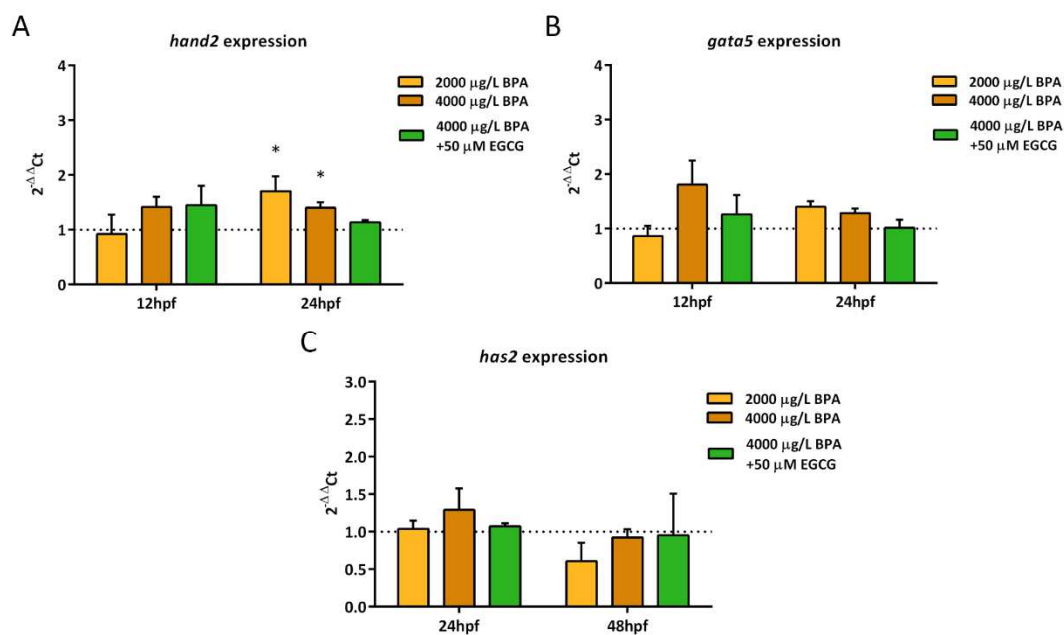 A
hand2 expression
4
3
2
1
0
2^-ΔΔCt
*
*
12hpf
24hpf
2000 μg/L BPA
4000 μg/L BPA
4000 μg/L BPA
+50 μM EGCG
B
gata5 expression
4
3
2
1
0
2^-ΔΔCt
12hpf
24hpf
2000 μg/L BPA
4000 μg/L BPA
4000 μg/L BPA
+50 μM EGCG
C
has2 expression
3.0
2.5
2.0
1.5
1.0
0.5
0.0
2^-ΔΔCt
24hpf
48hpf
2000 μg/L BPA
4000 μg/L BPA
4000 μg/L BPA
+50 μM EGCG